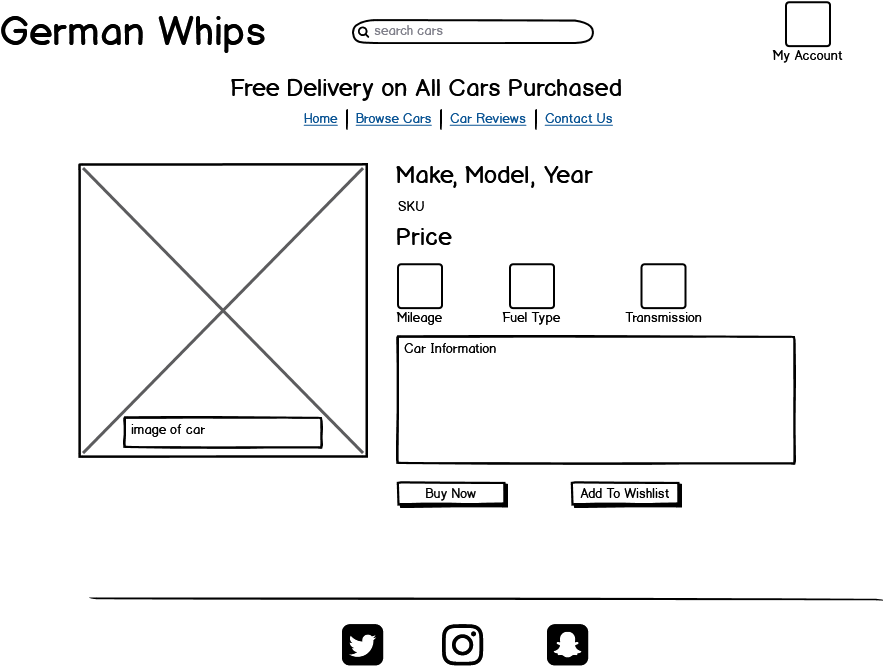 German Whips
search cars
My Account
Free Delivery on All Cars Purchased
Home | Browse Cars | Car Reviews | Contact Us
Make, Model, Year
SKU
Price
Mileage
Fuel Type
Transmission
Car Information
image of car
Buy Now
Add To Wishlist